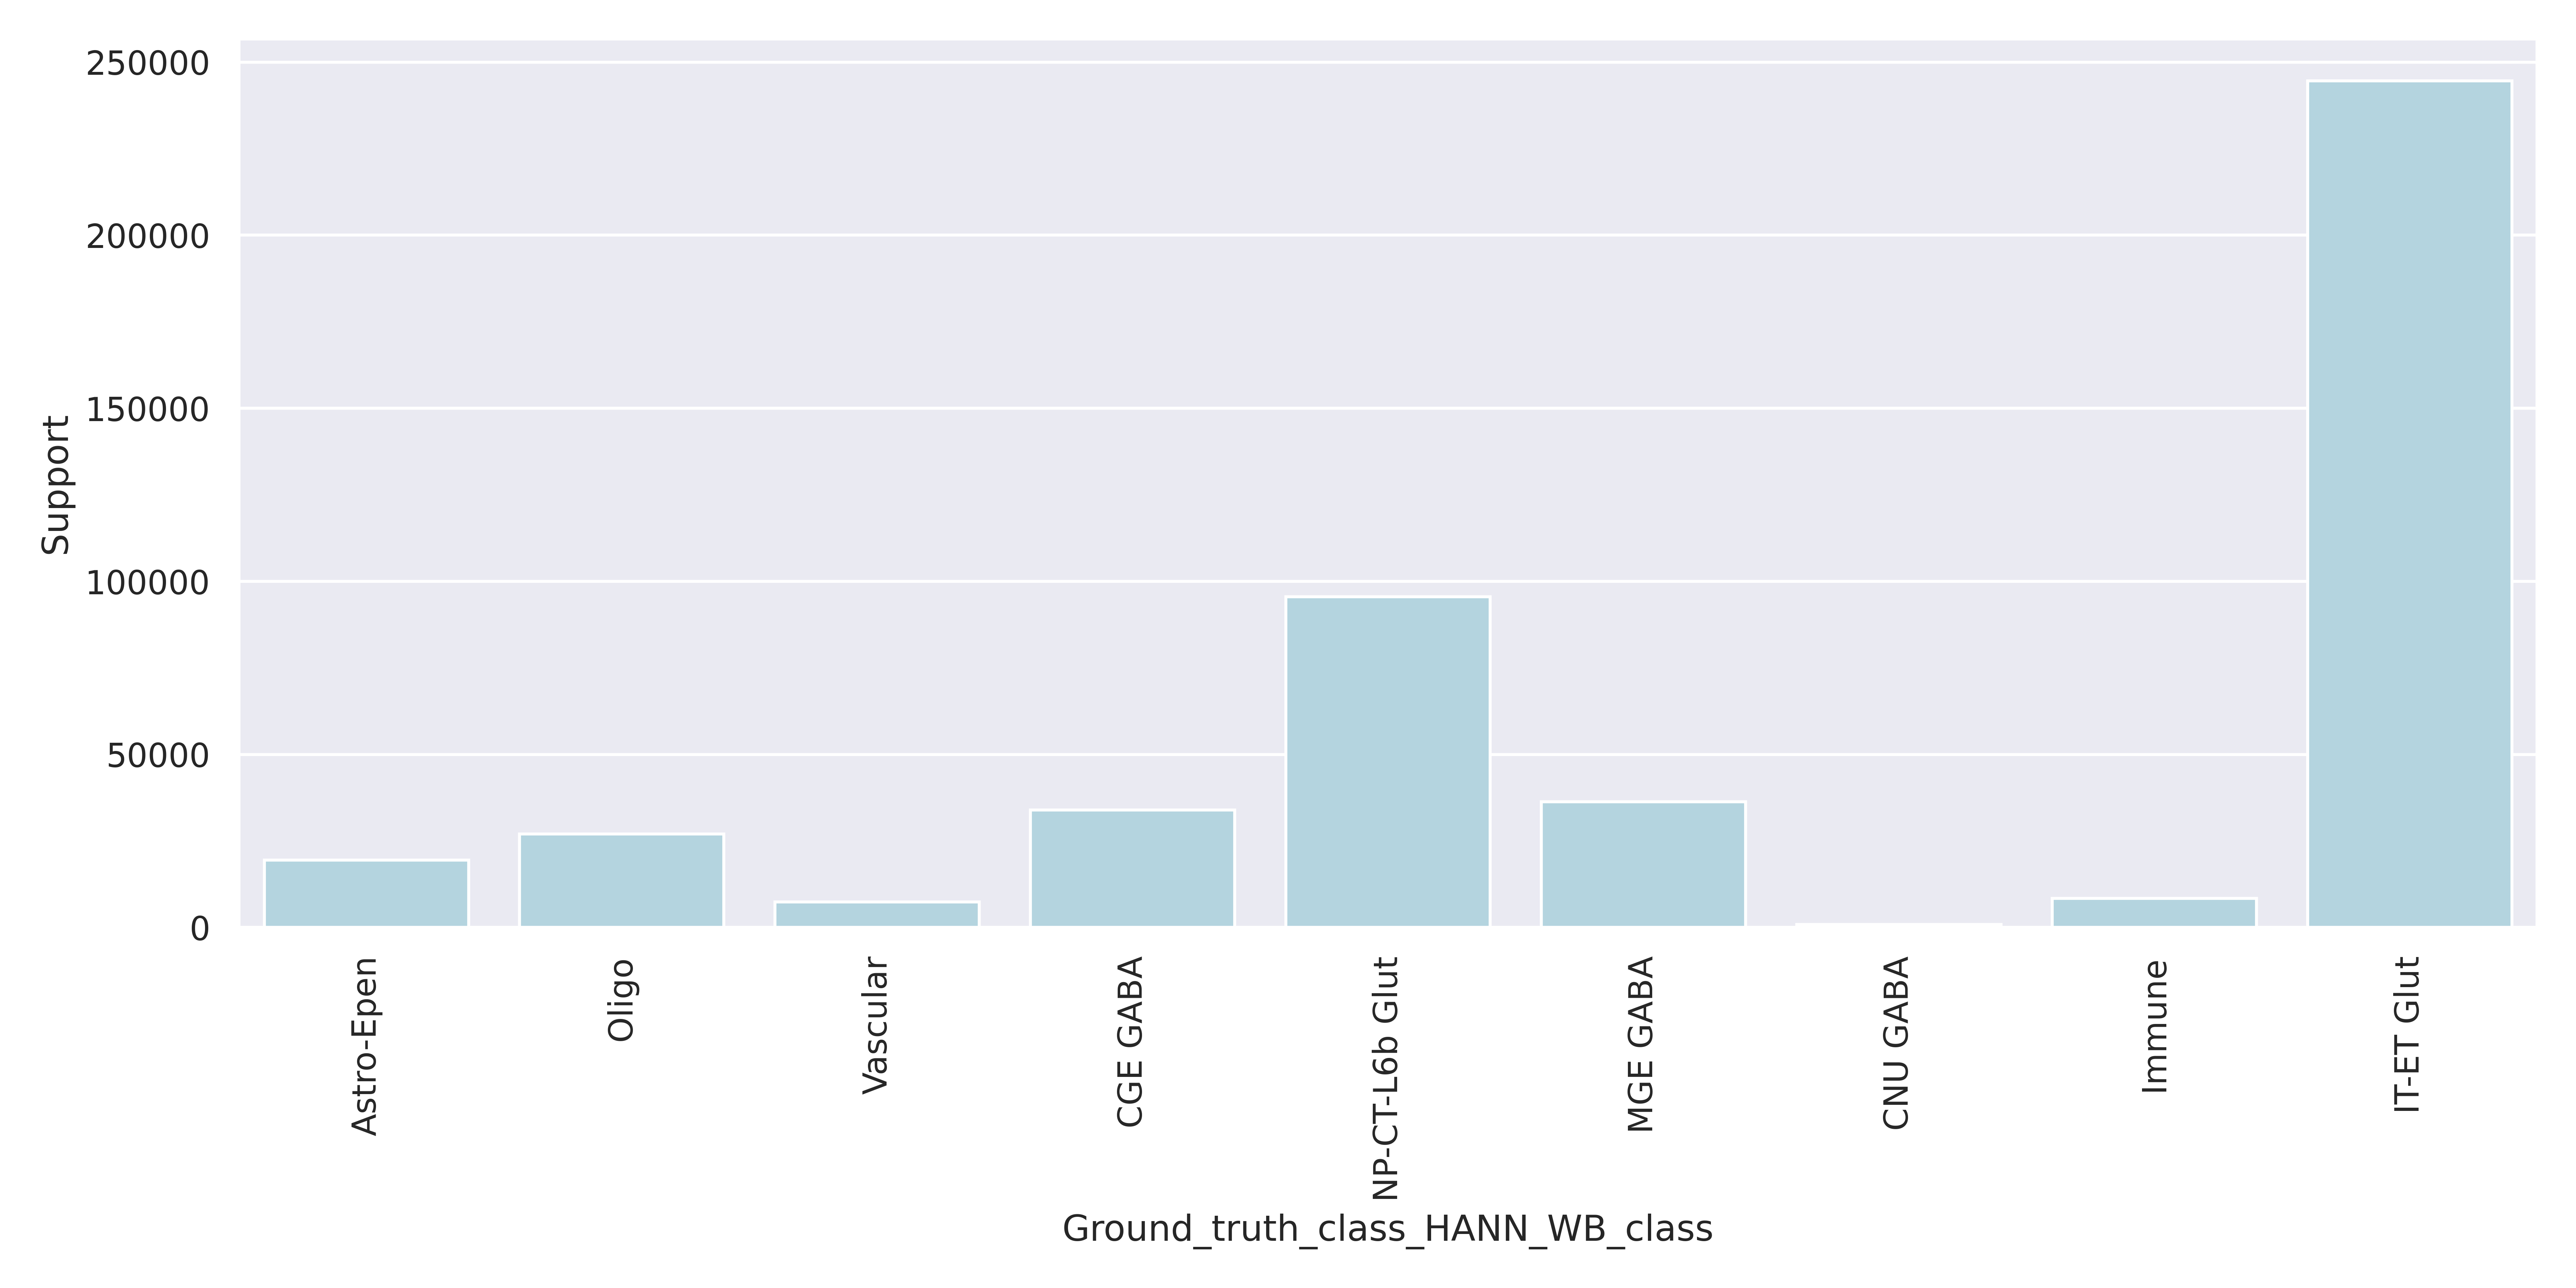 250000
200000
150000
100000
50000
0
Support
Astro-Epen
Oligo
Vascular
CGE GABA
NP-CT-L6b Glut
MGE GABA
CNU GABA
Immune
IT-ET Glut
Ground_truth_class_HANN_WB_class